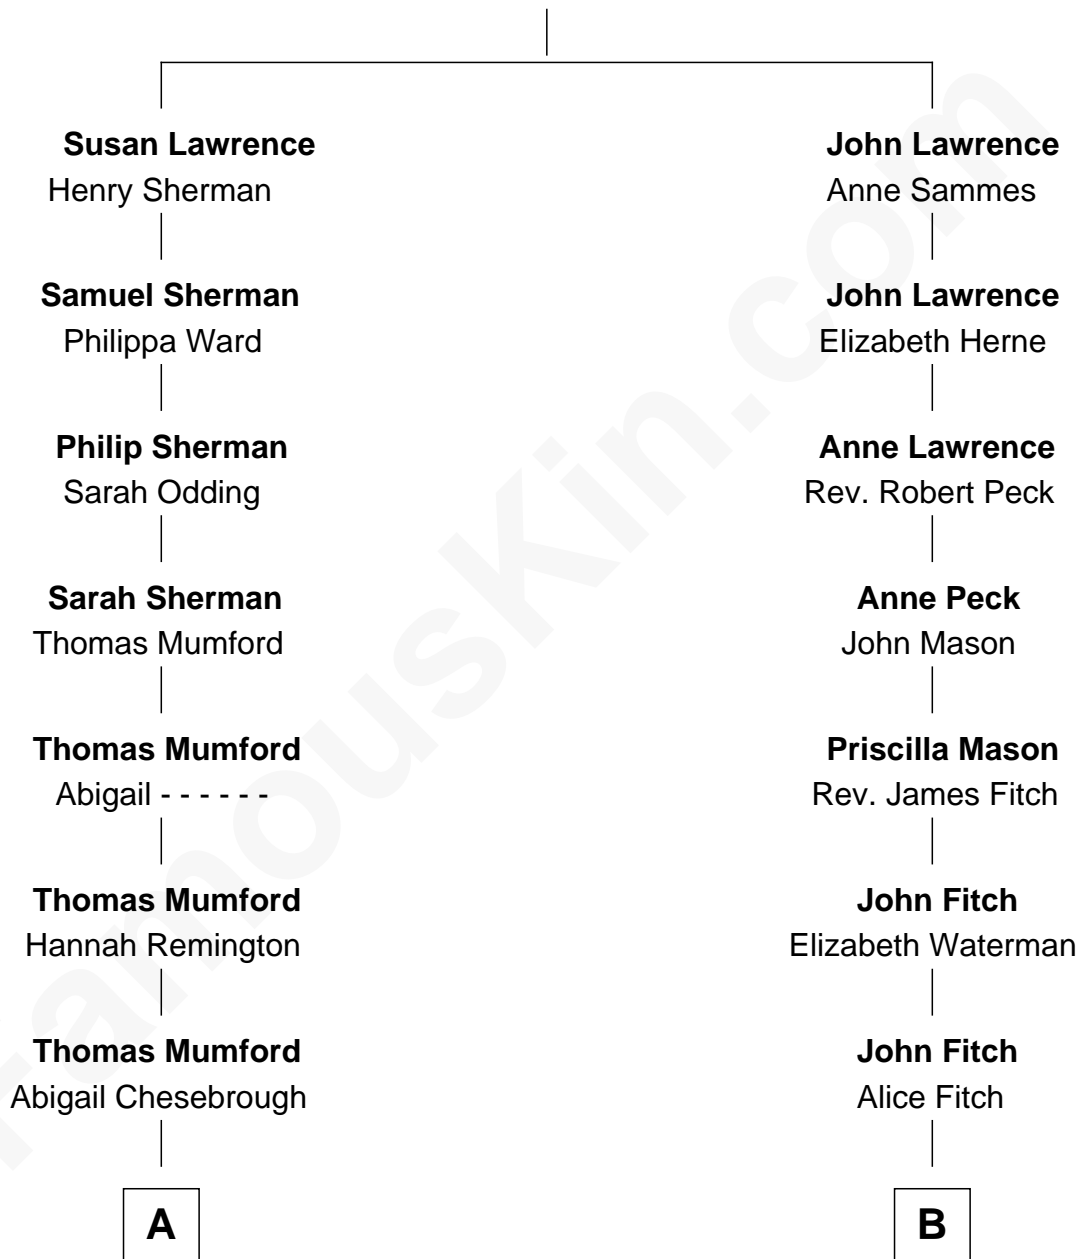 Susan Lawrence
Henry Sherman
Samuel Sherman
Philippa Ward
Philip Sherman
Sarah Odding
Sarah Sherman
Thomas Mumford
Thomas Mumford
Abigail - - - - - -
Thomas Mumford
Hannah Remington
Thomas Mumford
Abigail Chesebrough
A
John Lawrence
Anne Sammes
John Lawrence
Elizabeth Herne
Anne Lawrence
Rev. Robert Peck
Anne Peck
John Mason
Priscilla Mason
Rev. James Fitch
John Fitch
Elizabeth Waterman
John Fitch
Alice Fitch
B
FamousKin.com